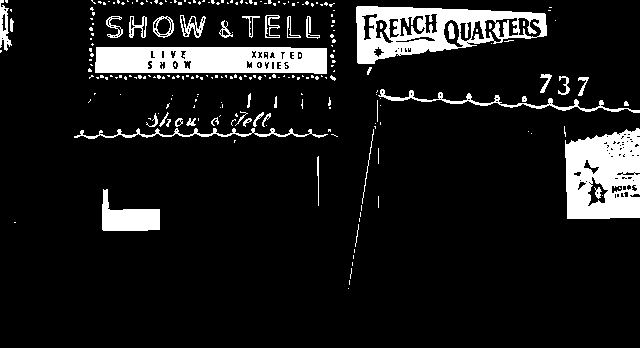 SHOW & TELL
LIVE SHOW
XXRATED MOVIES
Show & Tell
FRENCH QUARTERS
737